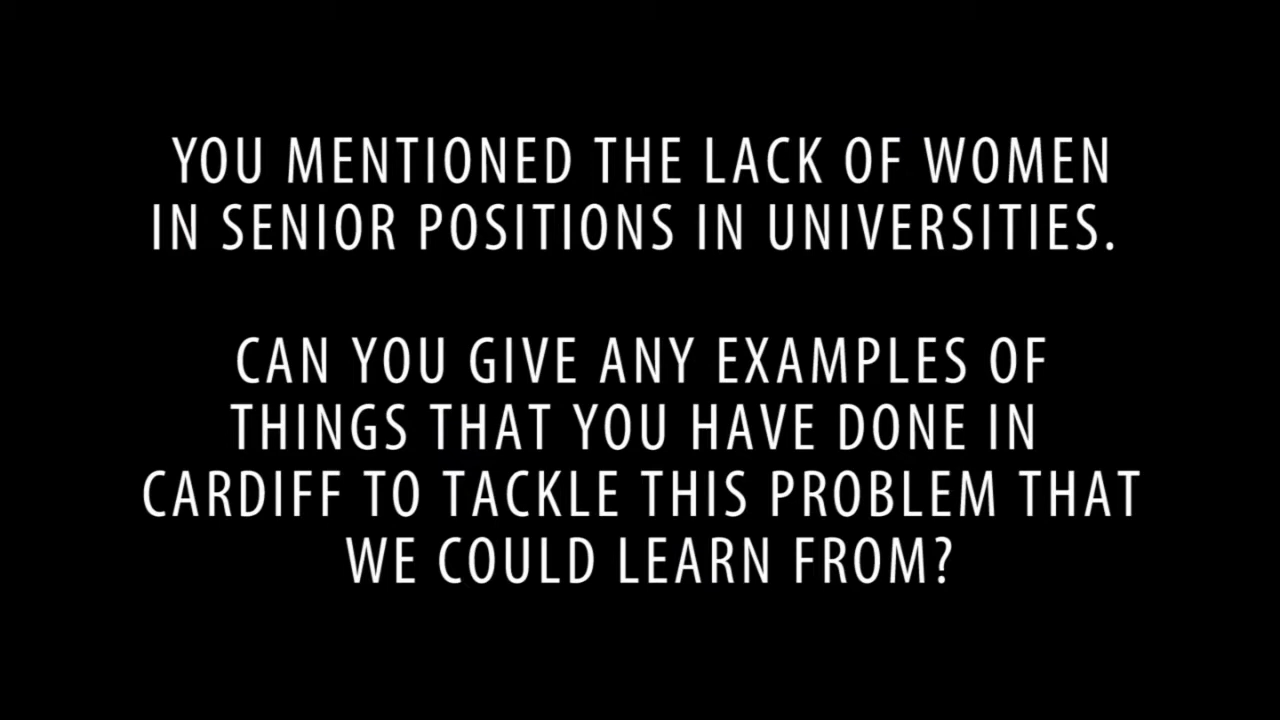 YOU MENTIONED THE LACK OF WOMEN
IN SENIOR POSITIONS IN UNIVERSITIES.
CAN YOU GIVE ANY EXAMPLES OF
THINGS THAT YOU HAVE DONE IN
CARDIFF TO TACKLE THIS PROBLEM THAT
WE COULD LEARN FROM?